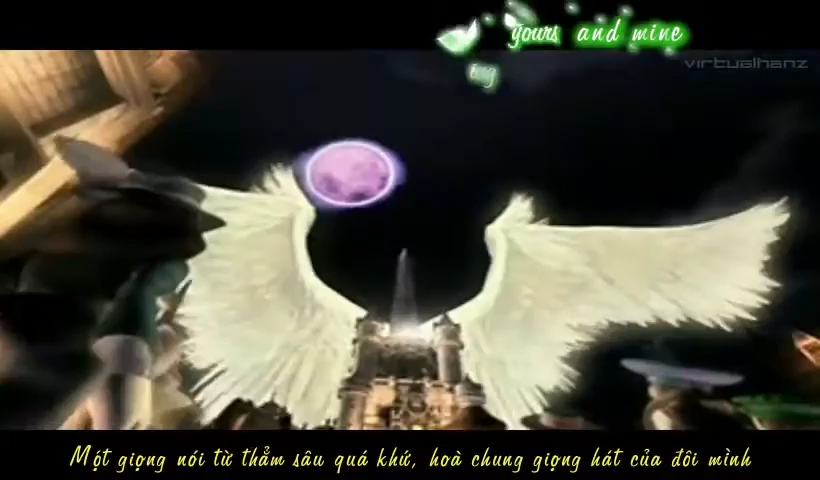 yours and mine
virtualhanz
Một giọng nói từ thẳm sâu quá khứ, hoà chung giọng hát của đôi mình